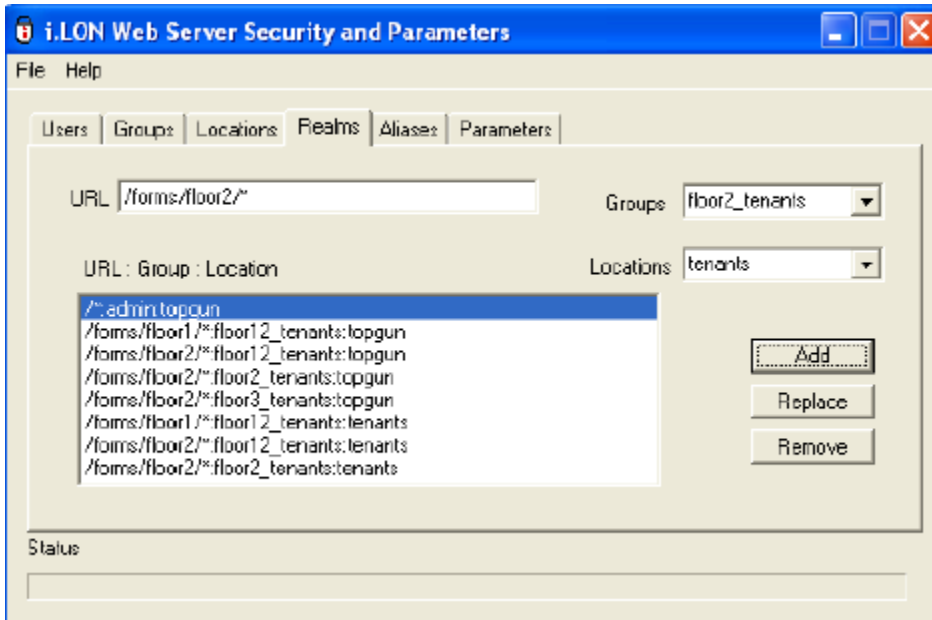 i.LON Web Server Security and Parameters
File Help
Users Groups Locations Realms Aliases Parameters
URL /forms/floor2/*
Groups floor2_tenants
URL : Group : Location
Locations tenants
/*:admin:topgun
/forms/floor1/*:floor12_tenants:topgun
/forms/floor2/*:floor12_tenants:topgun
/forms/floor2/*:floor2_tenants:topgun
/forms/floor2/*:floor3_tenants:topgun
/forms/floor1/*:floor12_tenants:tenants
/forms/floor2/*:floor12_tenants:tenants
/forms/floor2/*:floor2_tenants:tenants
Add
Replace
Remove
Status